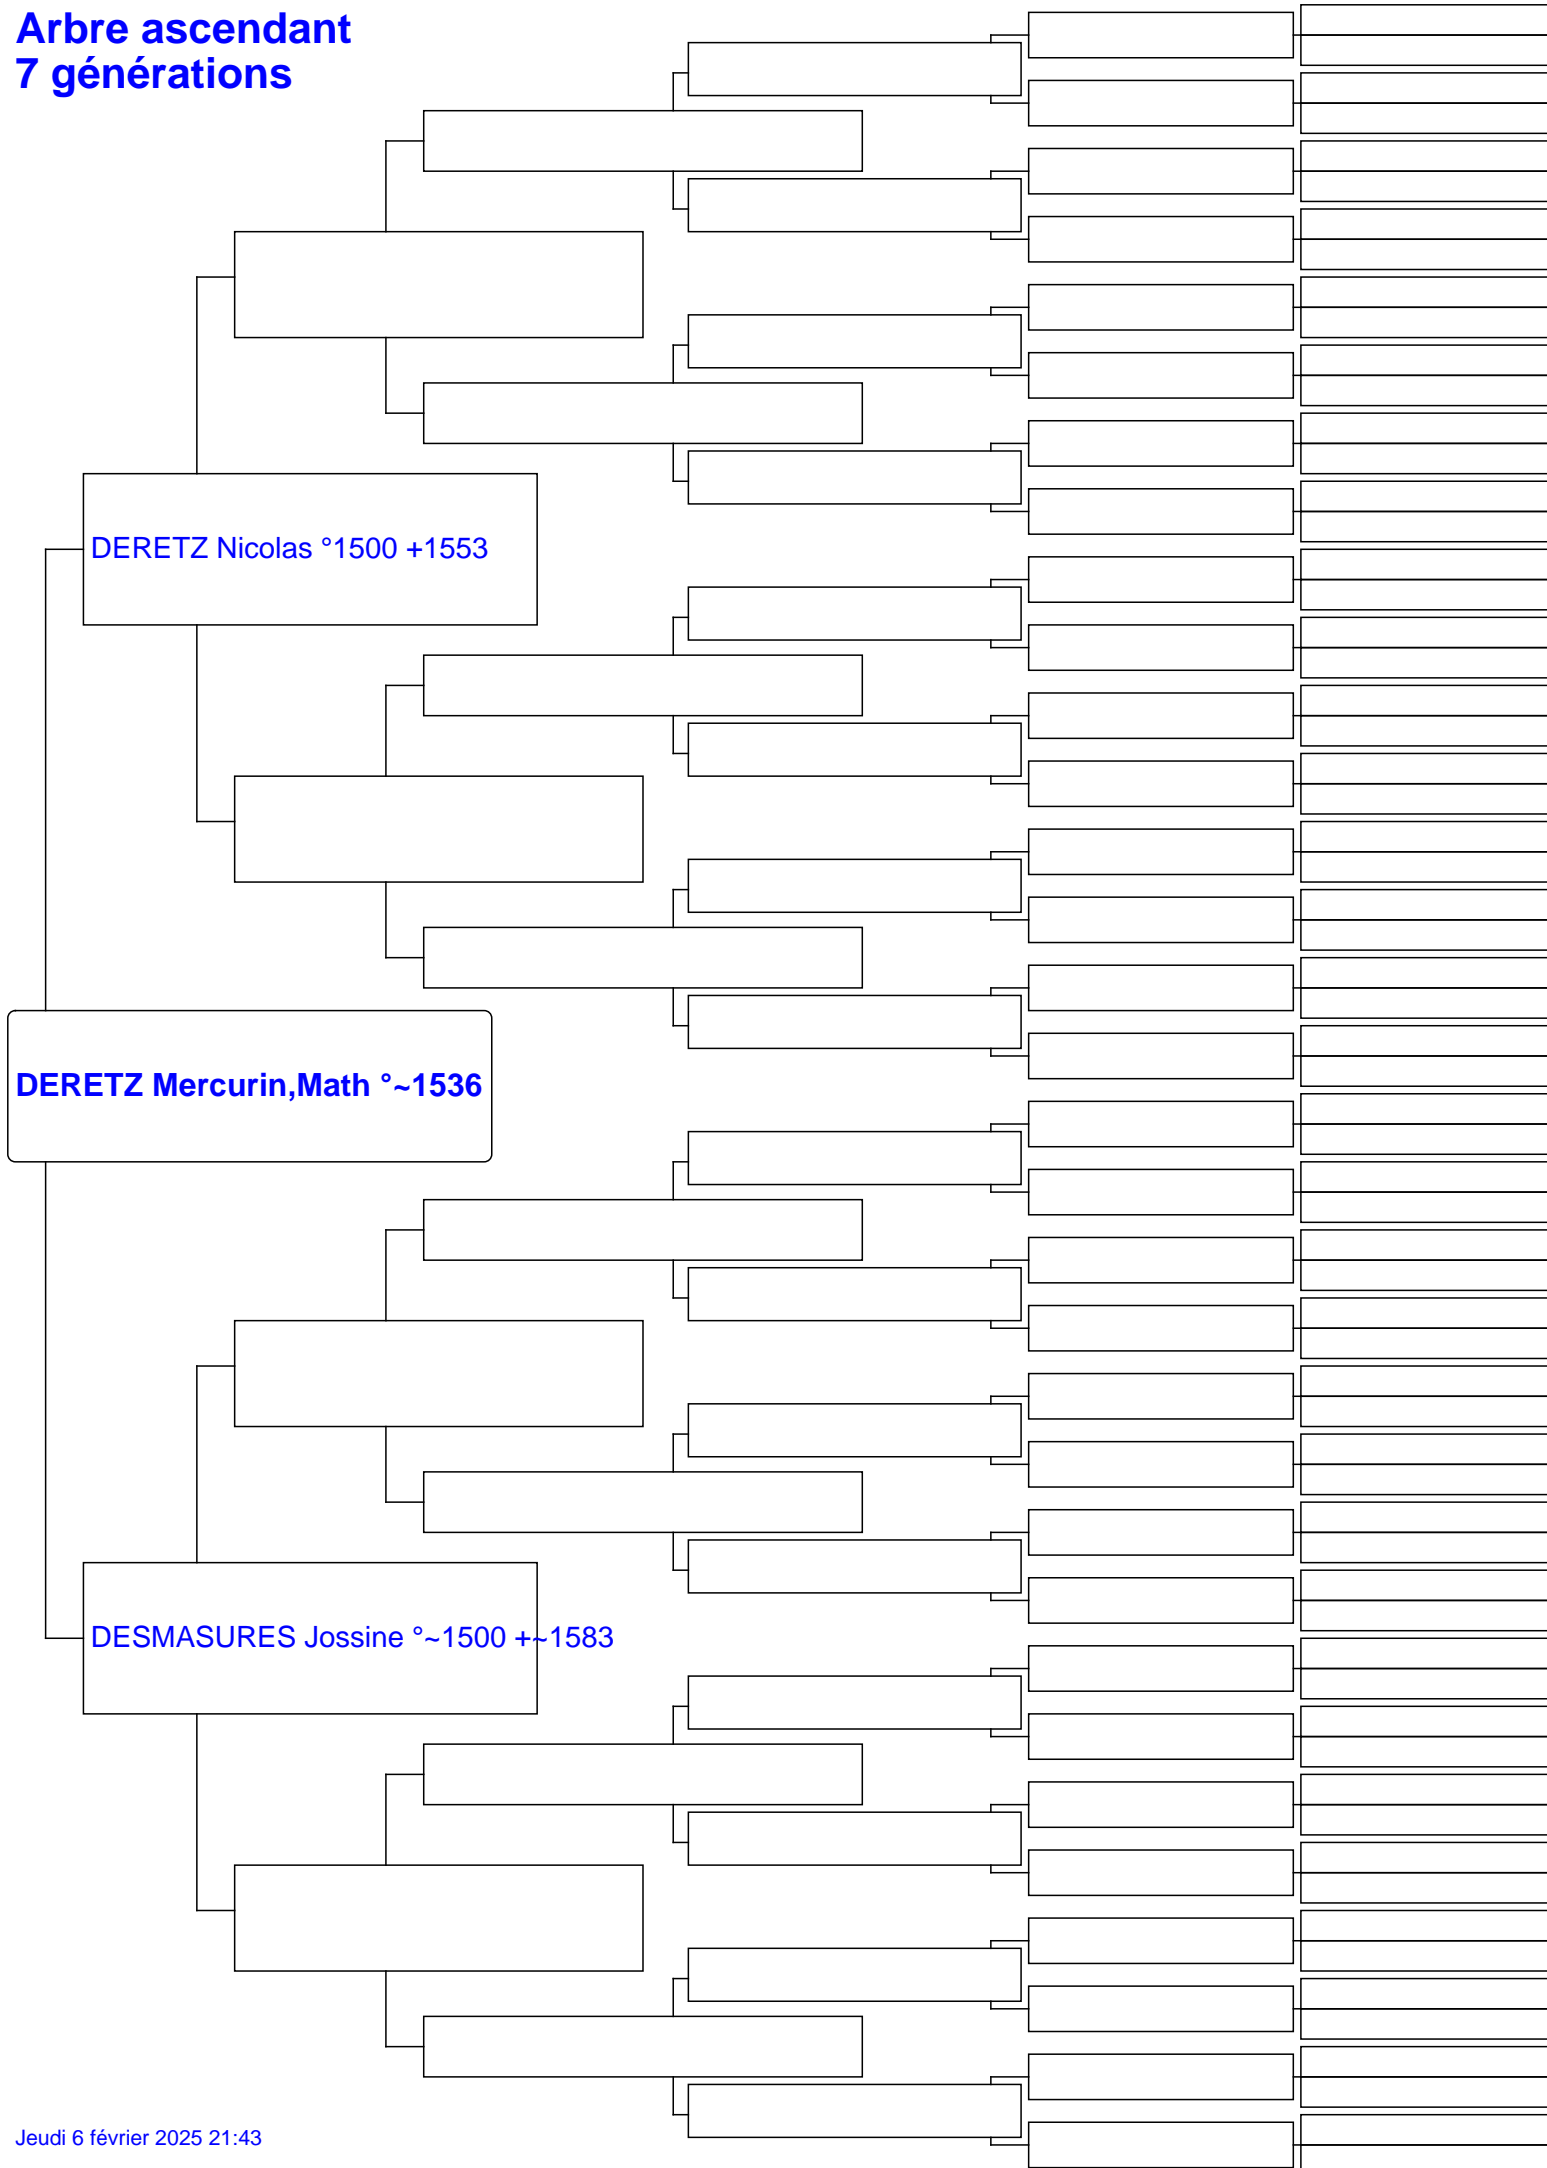 Arbre ascendant
7 générations
DERETZ Nicolas °1500 +1553
DERETZ Mercurin,Math °~1536
DESMASURES Jossine °~1500 +~1583
Jeudi 6 février 2025 21:43